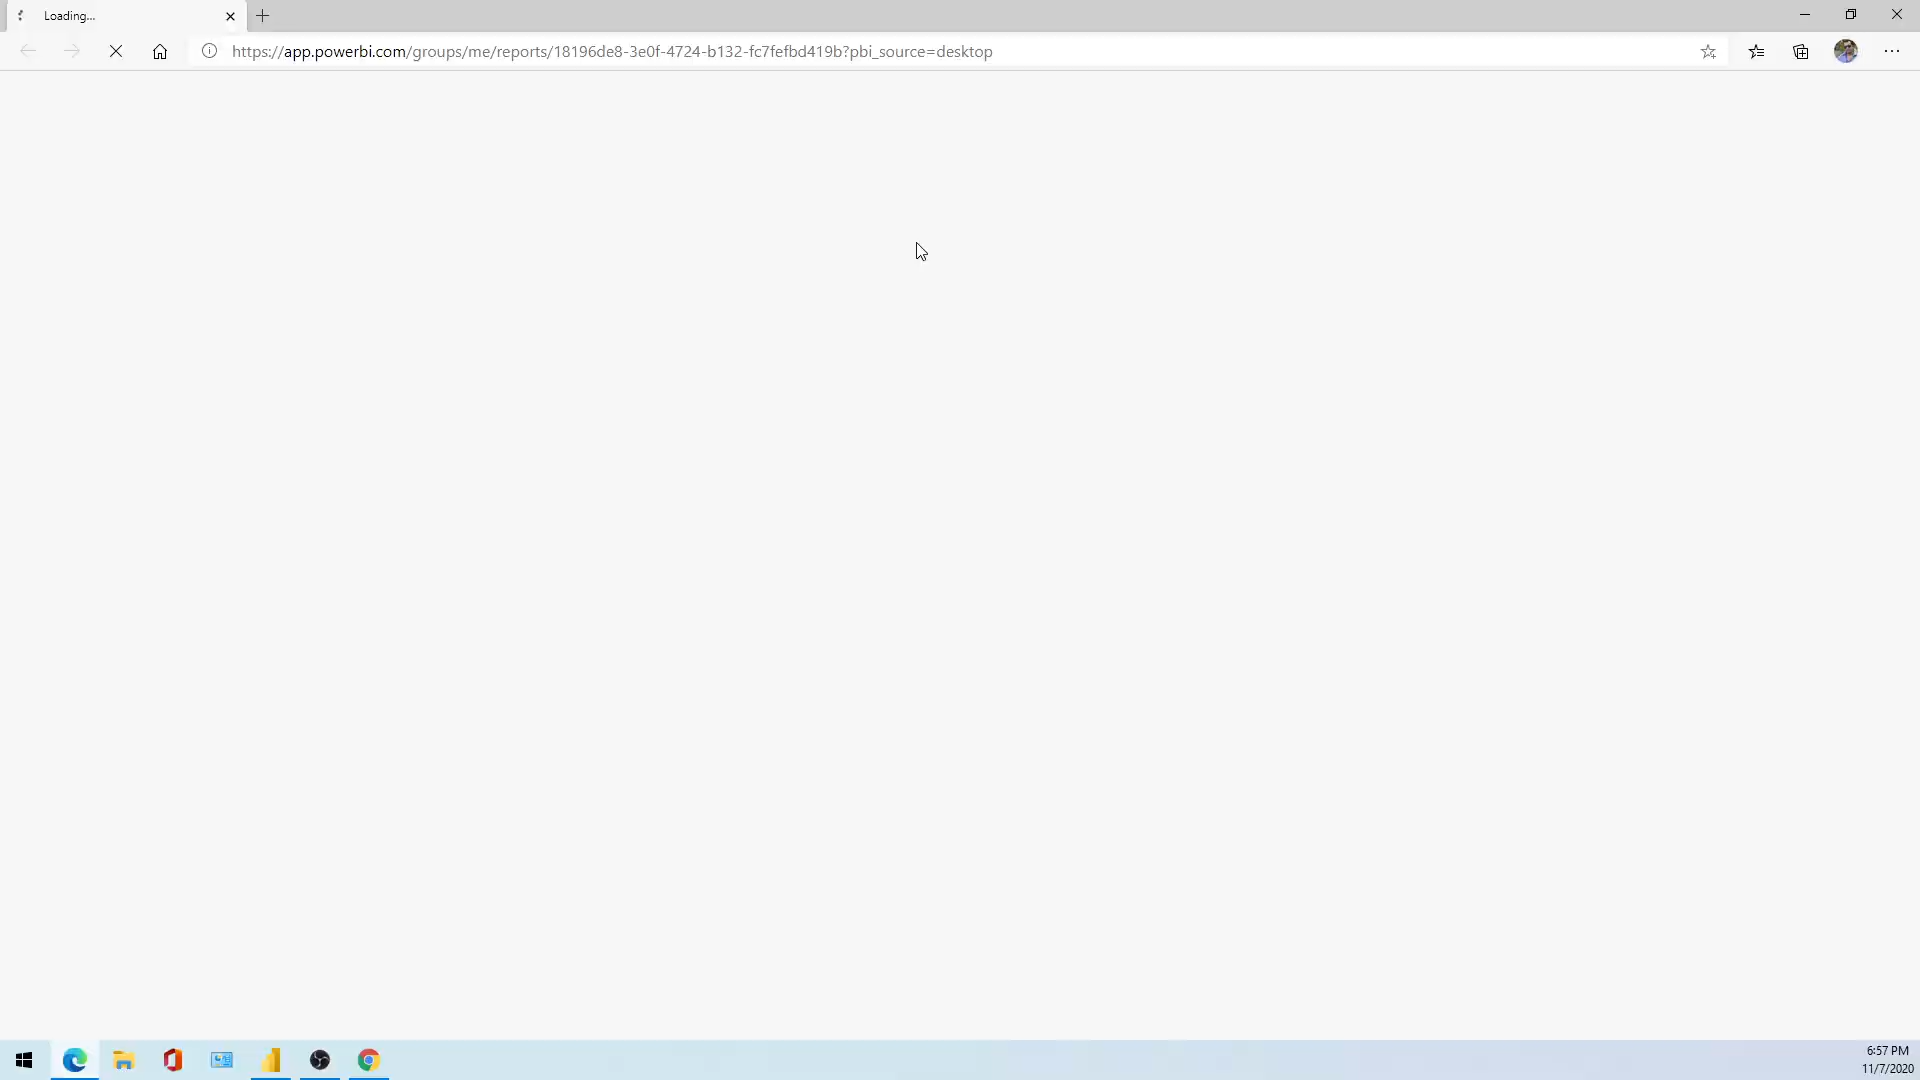 Loading...
https://app.powerbi.com/groups/me/reports/18196de8-3e0f-4724-b132-fc7fefbd419b?pbi_source=desktop
6:57 PM
11/7/2020